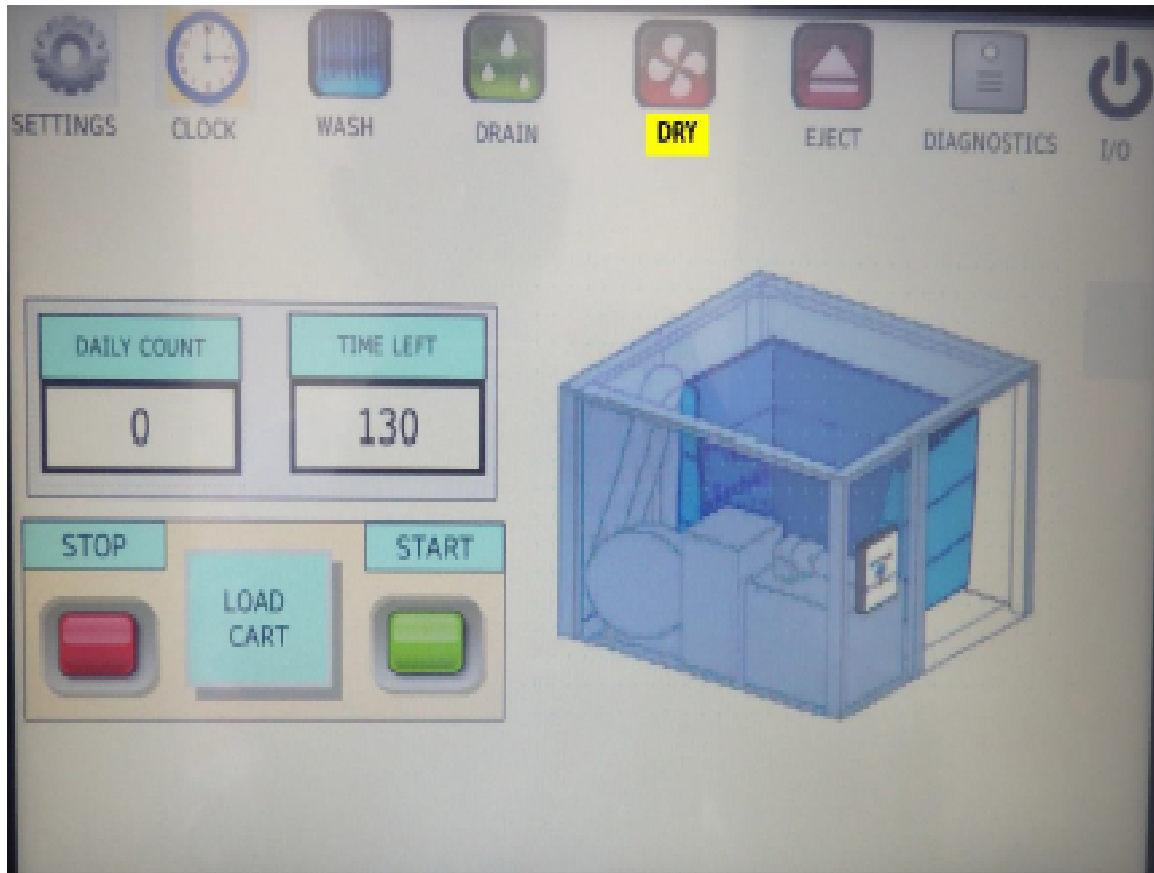 SETTINGS
CLOCK
WASH
DRAIN
DRY
EJECT
DIAGNOSTICS
I/O
DAILY COUNT
TIME LEFT
0
130
STOP
START
LOAD
CART